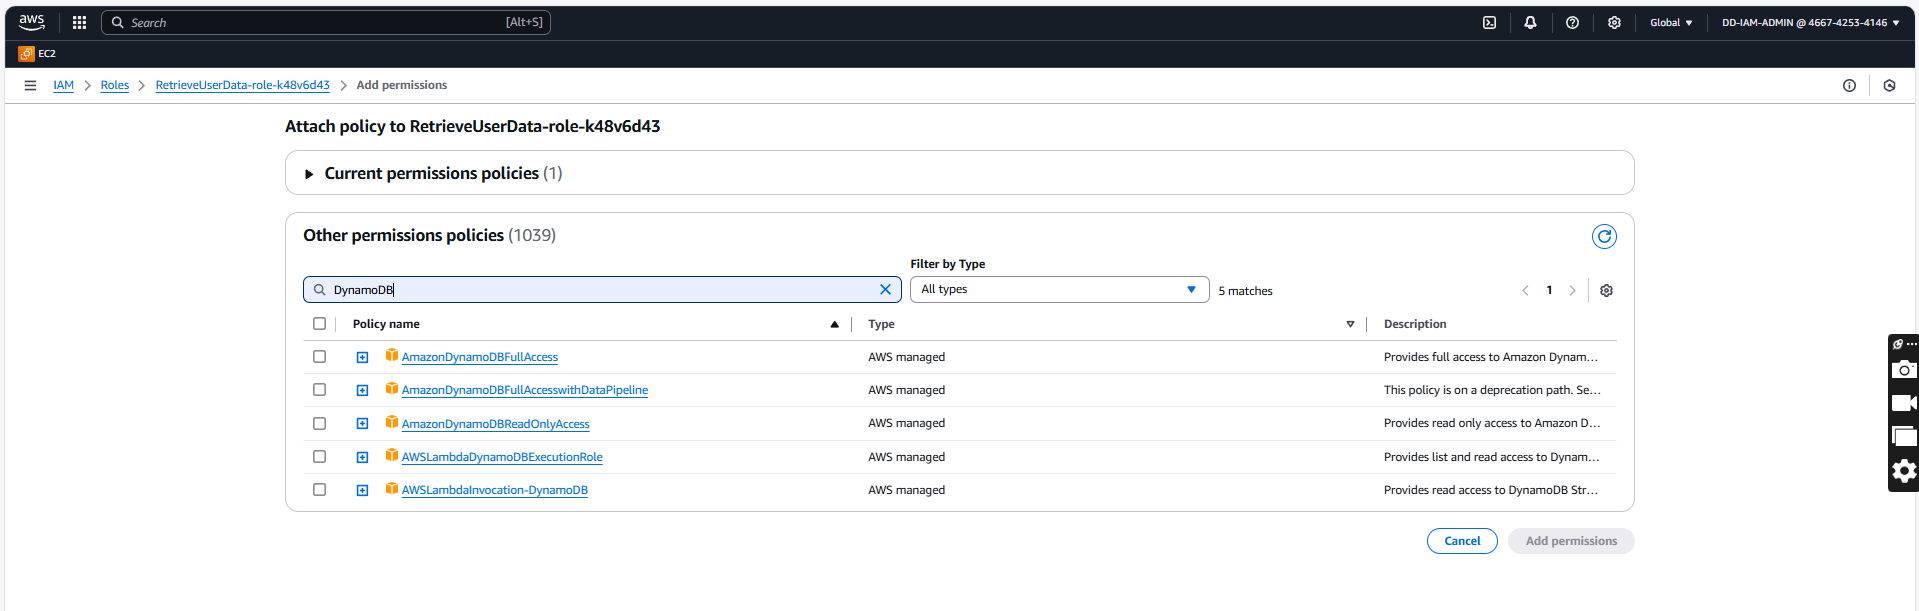 aws
Search [Alt+S] Global DD-IAM-ADMIN @ 4667-4253-4146
EC2
IAM Roles RetrieveUserData-role-k48v6d43 Add permissions
Attach policy to RetrieveUserData-role-k48v6d43
Current permissions policies (1)
Other permissions policies (1039)
Filter by Type
DynamoDB All types 5 matches 1
Policy name Type Description
AmazonDynamoDBFullAccess AWS managed Provides full access to Amazon Dynam...
AmazonDynamoDBFullAccesswithDataPipeline AWS managed This policy is on a deprecation path. Se...
AmazonDynamoDBReadOnlyAccess AWS managed Provides read only access to Amazon D...
AWSLambdaDynamoDBExecutionRole AWS managed Provides list and read access to Dynam...
AWSLambdaInvocation-DynamoDB AWS managed Provides read access to DynamoDB Str...
Cancel Add permissions